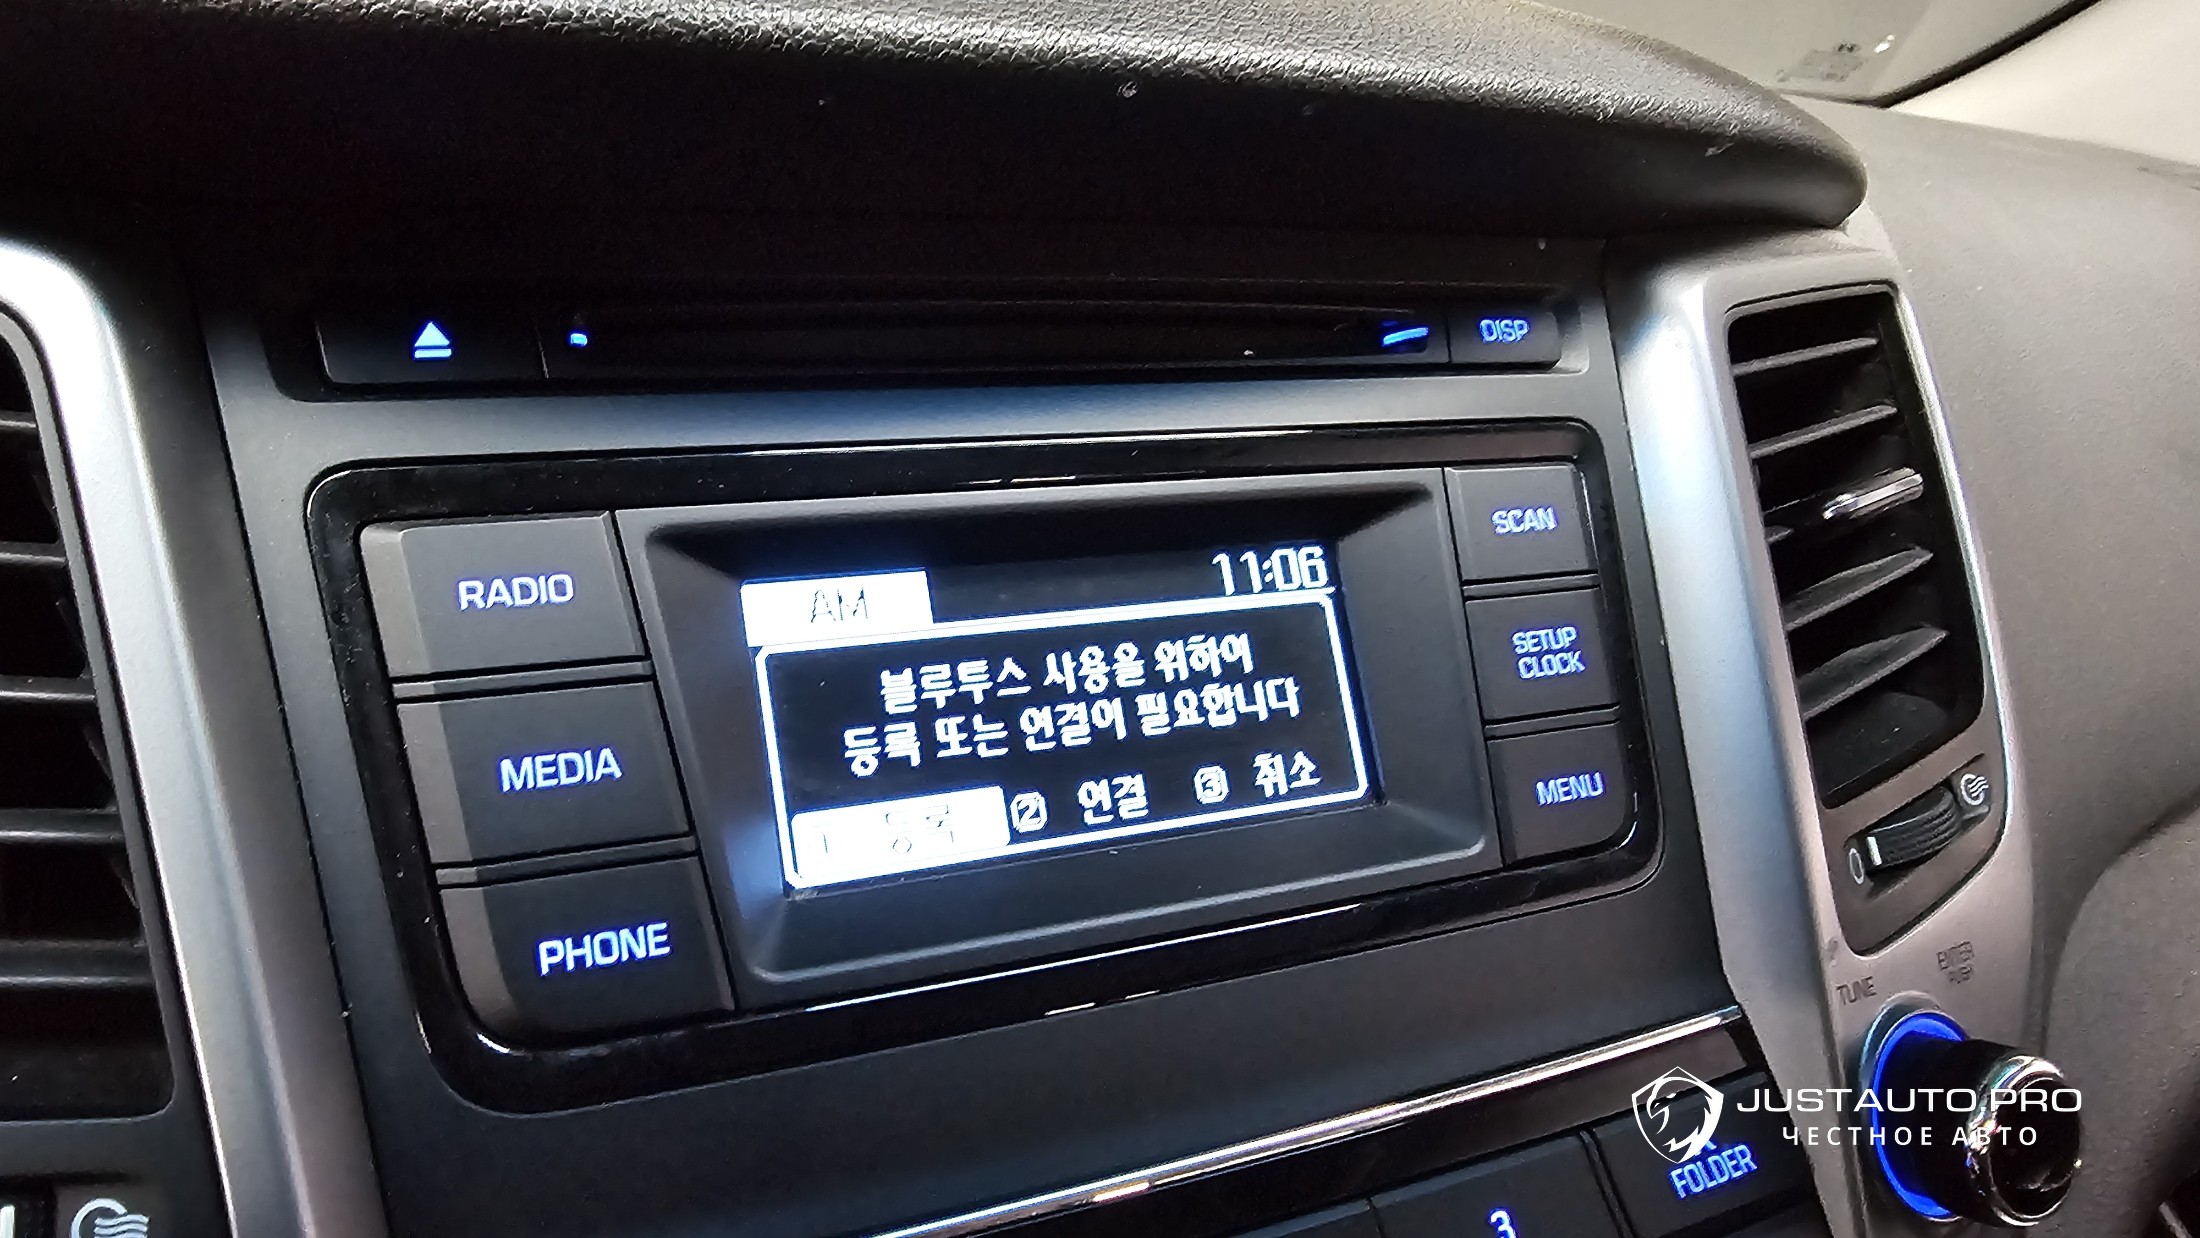 DISP
RADIO
MEDIA
PHONE
AM
11:06
블루투스 사용을 위하여
등록 또는 연결이 필요합니다
1 등록 2 연결 3 취소
SCAN
SETUP
CLOCK
MENU
TUNE
ENTER
PUSH
3
FOLDER
JUSTAUTO PRO
ЧЕСТНОЕ АВТО